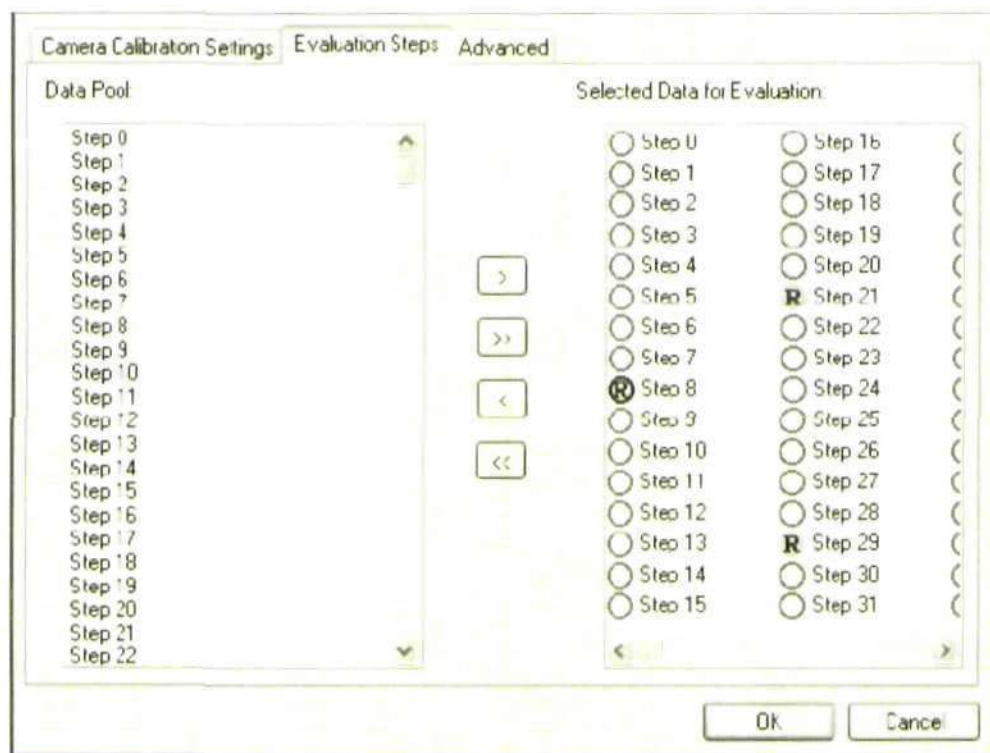 Camera Calibration Settings Evaluation Steps Advanced
Data Pool:
Step 0
Step 1
Step 2
Step 3
Step 4
Step 5
Step 6
Step 7
Step 8
Step 9
Step 10
Step 11
Step 12
Step 13
Step 14
Step 15
Step 16
Step 17
Step 18
Step 19
Step 20
Step 21
Step 22
>
>>
<
<<
Selected Data for Evaluation:
Step 0
Step 1
Step 2
Step 3
Step 4
Step 5
Step 6
Step 7
R Step 8
Step 9
Step 10
Step 11
Step 12
Step 13
Step 14
Step 15
Step 16
Step 17
Step 18
Step 19
Step 20
R Step 21
Step 22
Step 23
Step 24
Step 25
Step 26
Step 27
Step 28
R Step 29
Step 30
Step 31
OK Cancel